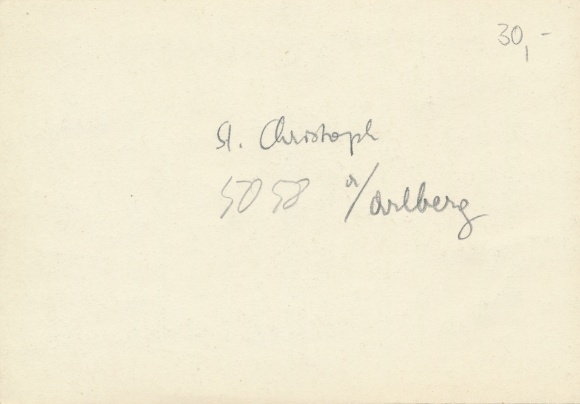 30,-
St. Christoph
5058 a/Arlberg